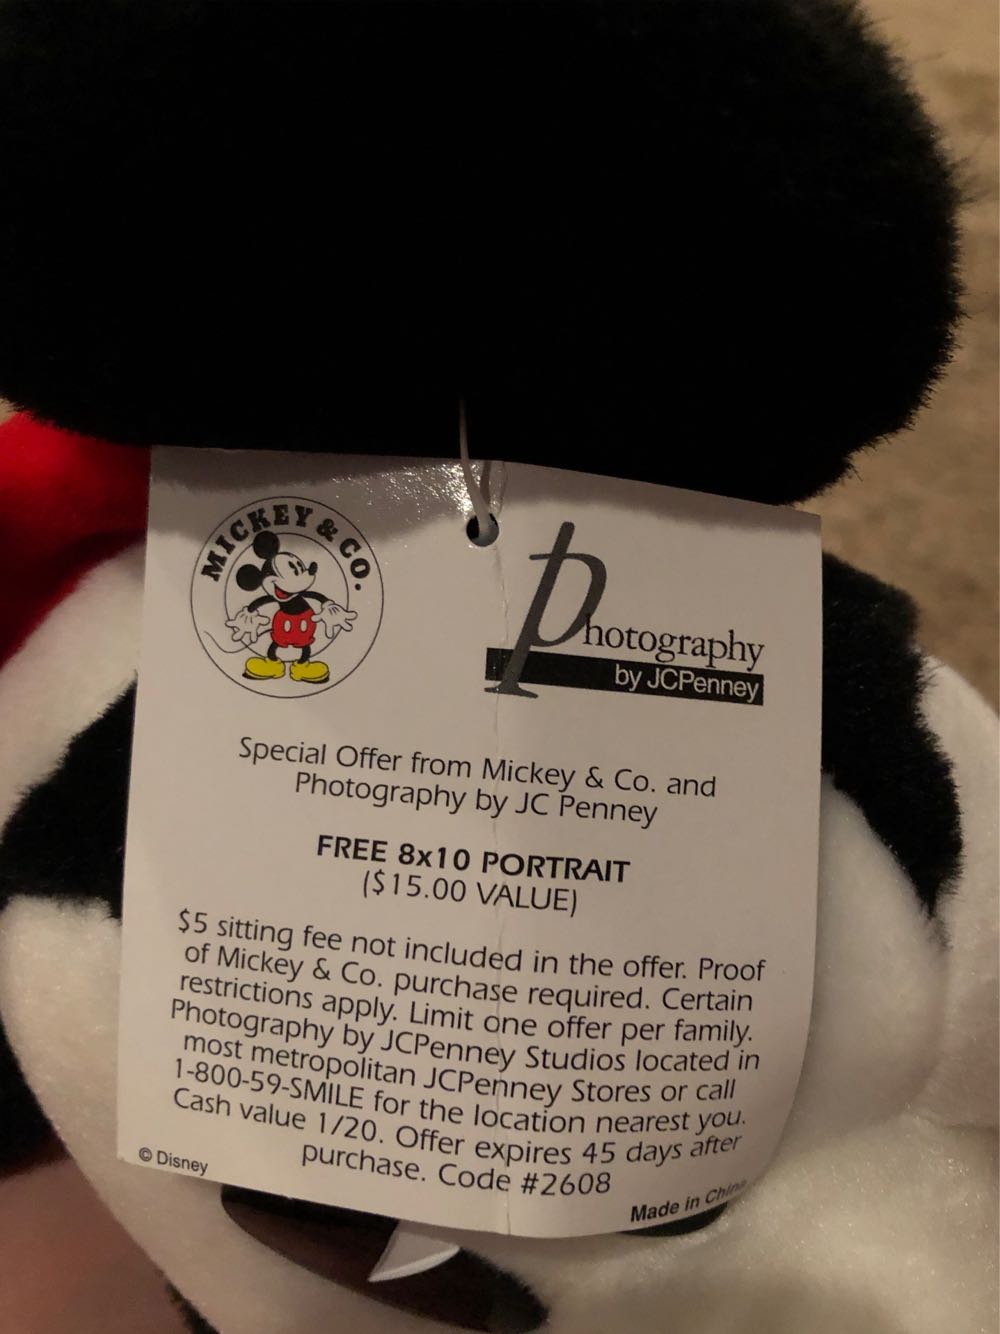 MICKEY & CO.
Photography
by JCPenney
Special Offer from Mickey & Co. and
Photography by JC Penney
FREE 8x10 PORTRAIT
($15.00 VALUE)
$5 sitting fee not included in the offer. Proof
of Mickey & Co. purchase required. Certain
restrictions apply. Limit one offer per family.
Photography by JCPenney Studios located in
most metropolitan JCPenney Stores or call
1-800-59-SMILE for the location nearest you.
Cash value 1/20. Offer expires 45 days after
purchase. Code #2608
© Disney
Made in China